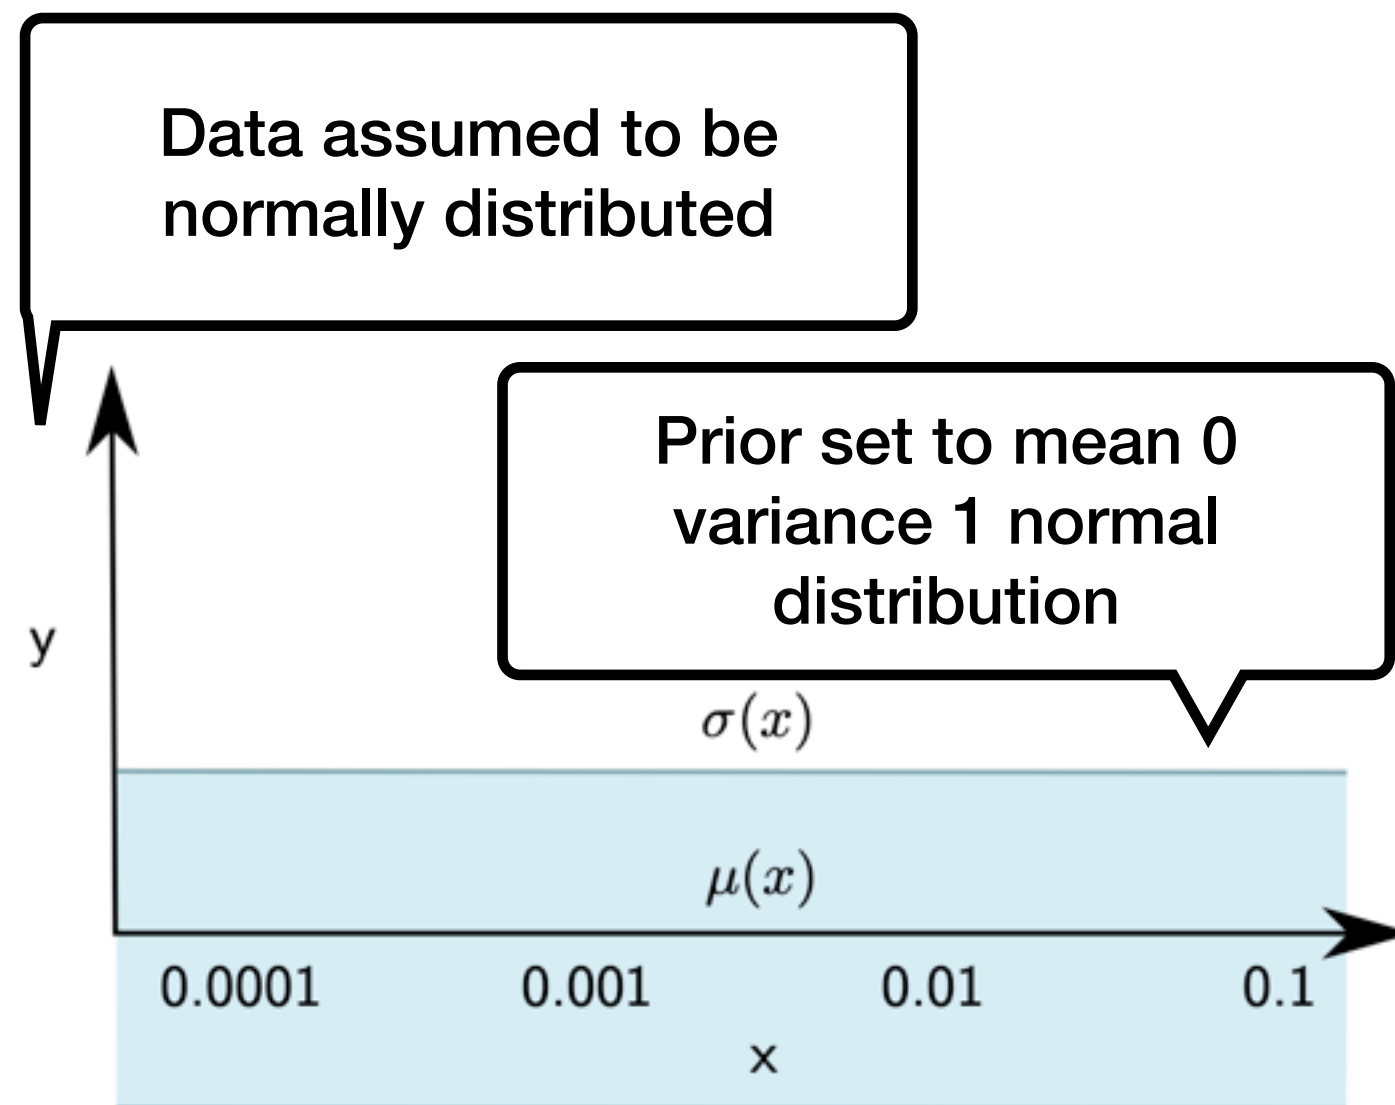 Data assumed to be
normally distributed
Prior set to mean 0
variance 1 normal
distribution
y
σ(x)
μ(x)
0.0001 0.001 0.01 0.1
x